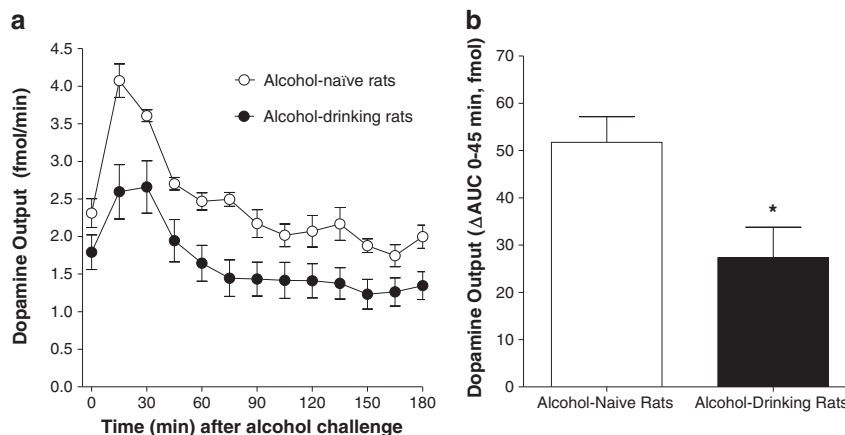 a
4.5
4.0
3.5
3.0
2.5
2.0
1.5
1.0
0.5
0.0
Dopamine Output (fmol/min)
Alcohol-naïve rats
Alcohol-drinking rats
0 30 60 90 120 150 180
Time (min) after alcohol challenge
b
70
60
50
40
30
20
10
0
Dopamine Output (ΔAUC 0-45 min, fmol)
*
Alcohol-Naive Rats Alcohol-Drinking Rats